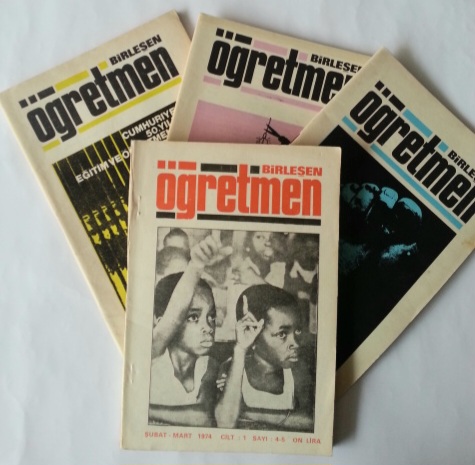 BİRLEŞEN
öğretmen
CUMHURİYE
50 YIL
EĞİTİM VE Ö
BİRLEŞEN
öğretmen
BİRLEŞEN
öğretmen
BİRLEŞEN
öğretmen
ŞUBAT - MART 1974 CİLT : 1 SAYI : 4-5 ON LİRA